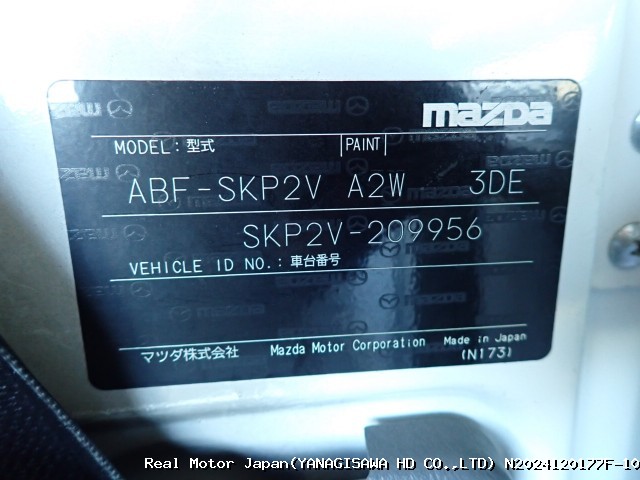 mazda
MODEL: 型式 PAINT
ABF-SKP2V A2W 3DE
SKP2V-209956
VEHICLE ID NO.: 車台番号
マツダ株式会社 Mazda Motor Corporation Made in Japan
(N173)
Real Motor Japan(YANAGISAWA HD CO.,LTD) N2024120177F-10